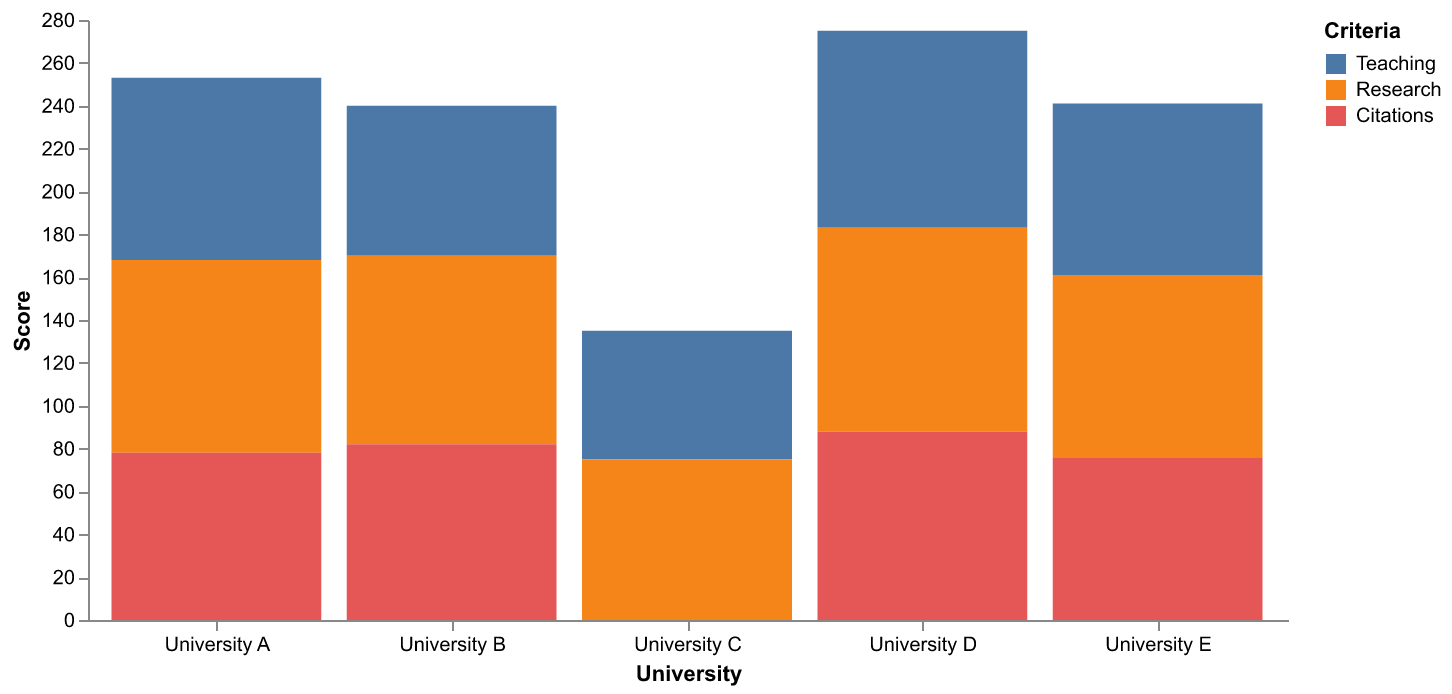 280
260
240
220
200
180
160
140
120
100
80
60
40
20
0
Score
University A
University B
University C
University D
University E
University
Criteria
Teaching
Research
Citations